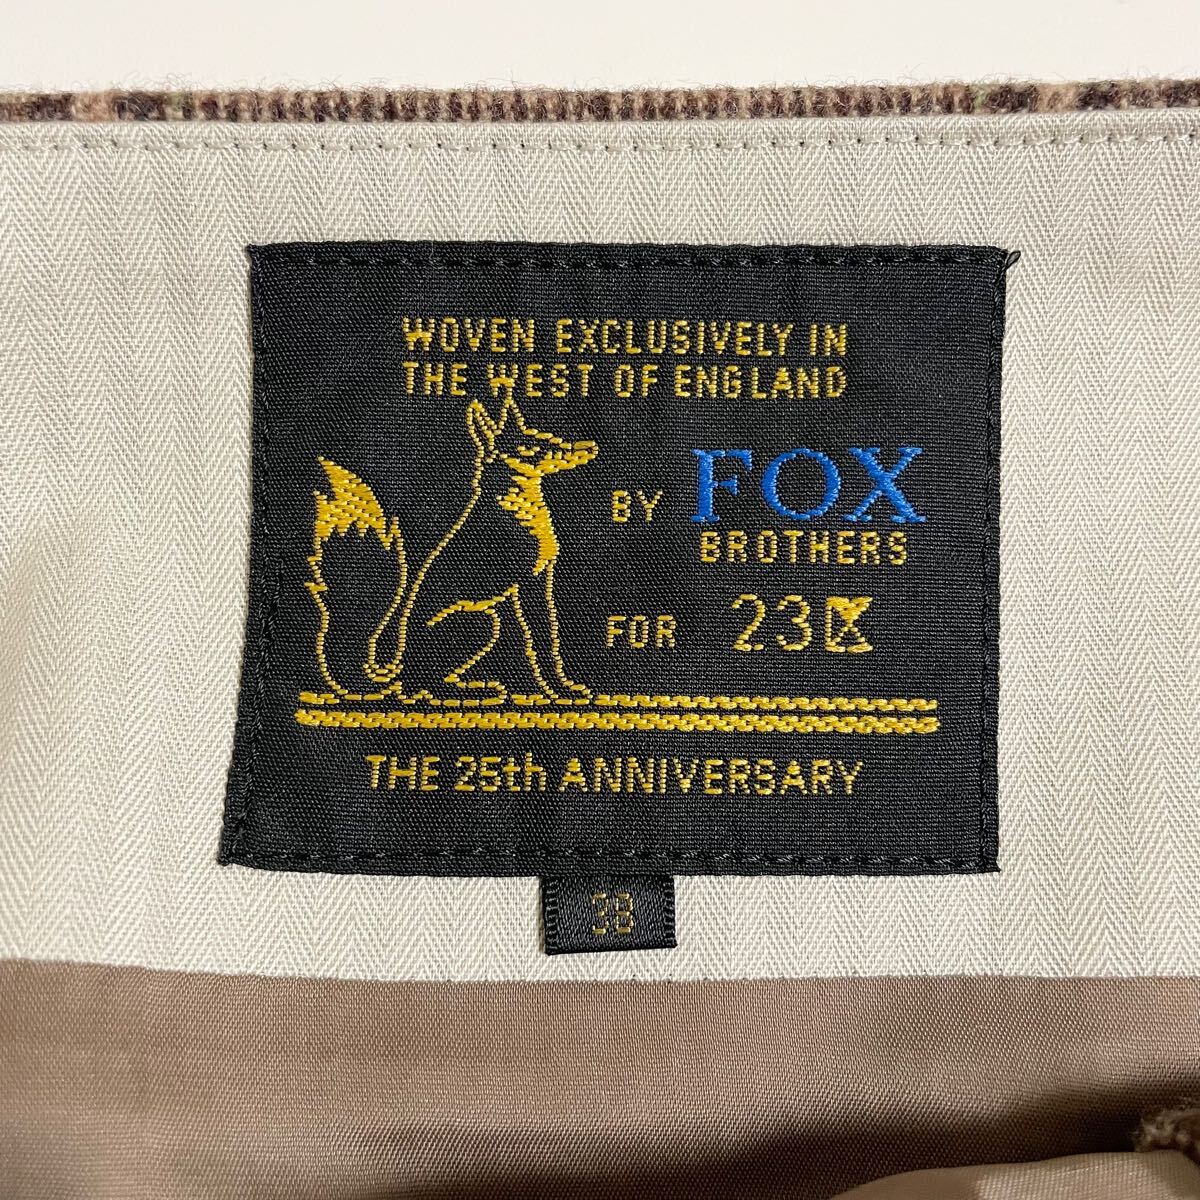 WOVEN EXCLUSIVELY IN
THE WEST OF ENGLAND
BY FOX
BROTHERS
FOR 23区
THE 25th ANNIVERSARY
38